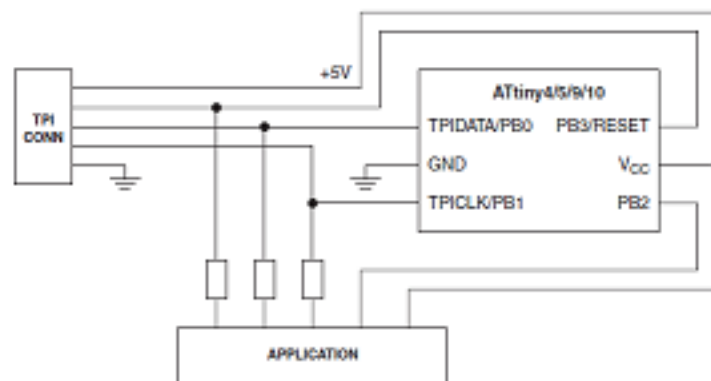 +5V
TPI
CONN
ATtiny4/5/9/10
TPIDATA/PB0 PB3/RESET
GND VCC
TPICLK/PB1 PB2
APPLICATION